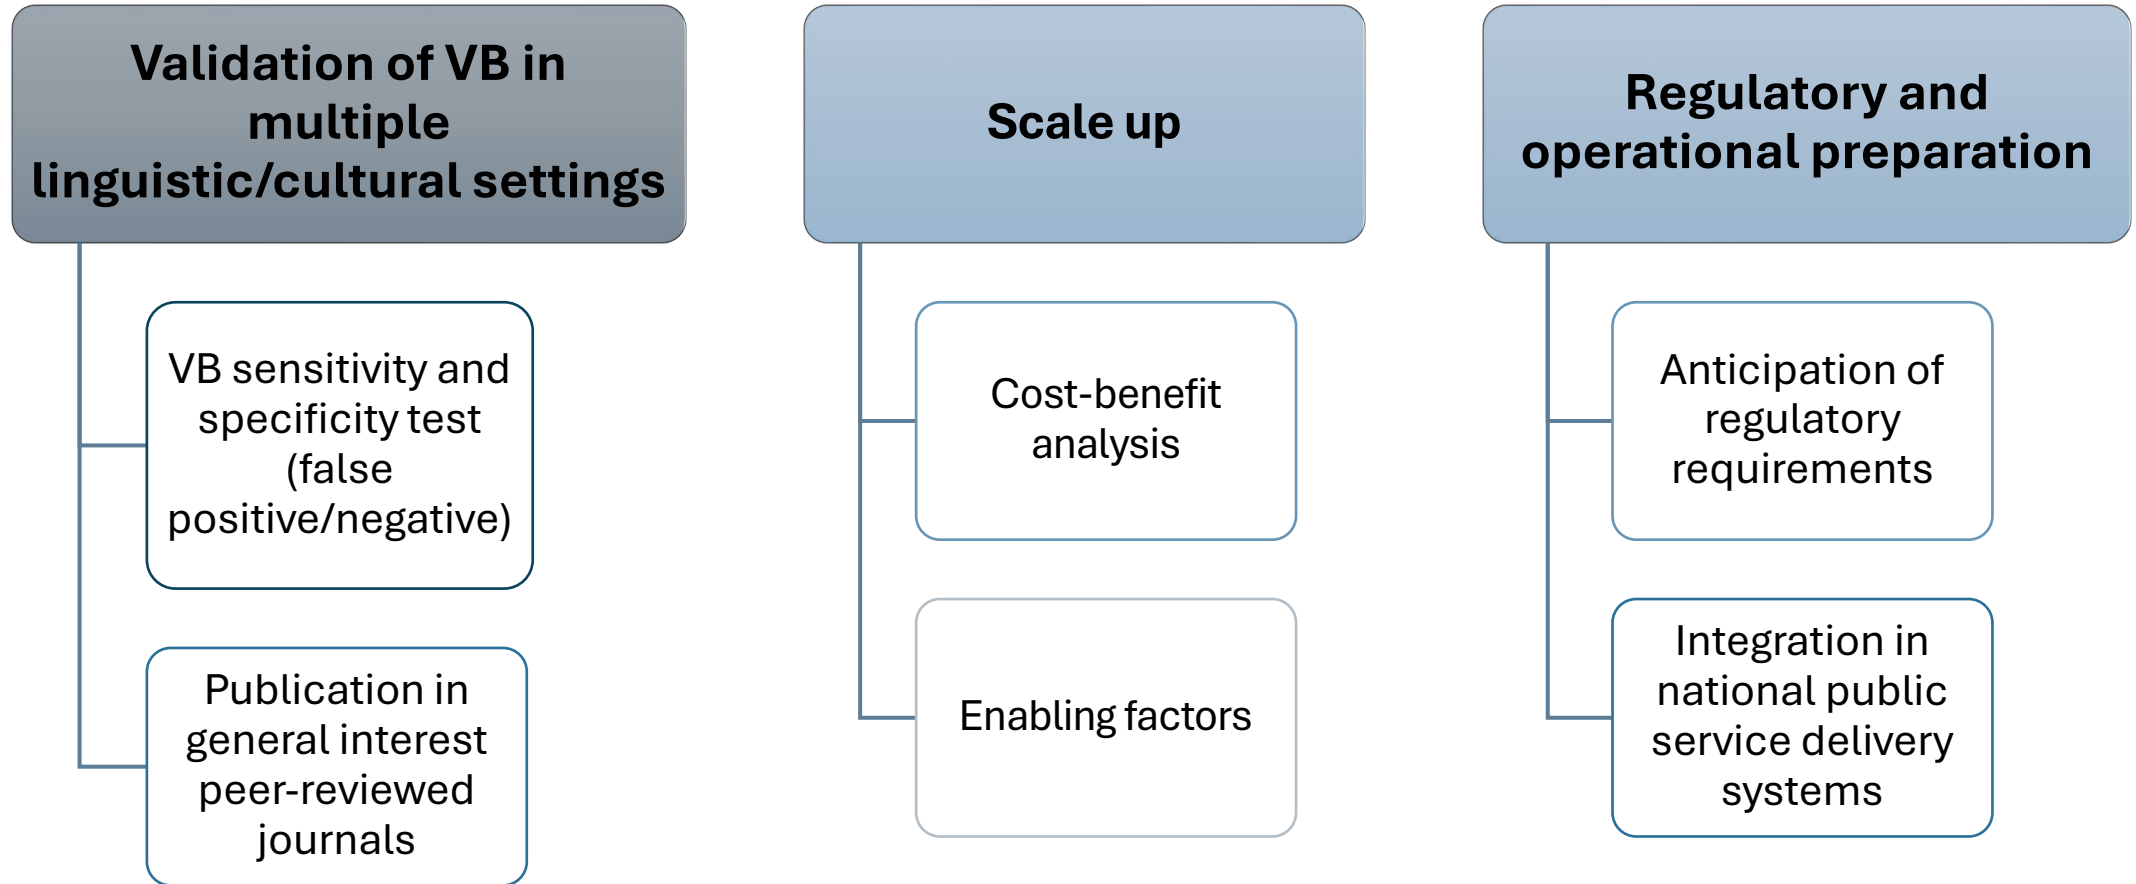 Validation of VB in
multiple
linguistic/cultural settings
VB sensitivity and
specificity test
(false
positive/negative)
Publication in
general interest
peer-reviewed
journals
Scale up
Cost-benefit
analysis
Enabling factors
Regulatory and
operational preparation
Anticipation of
regulatory
requirements
Integration in
national public
service delivery
systems